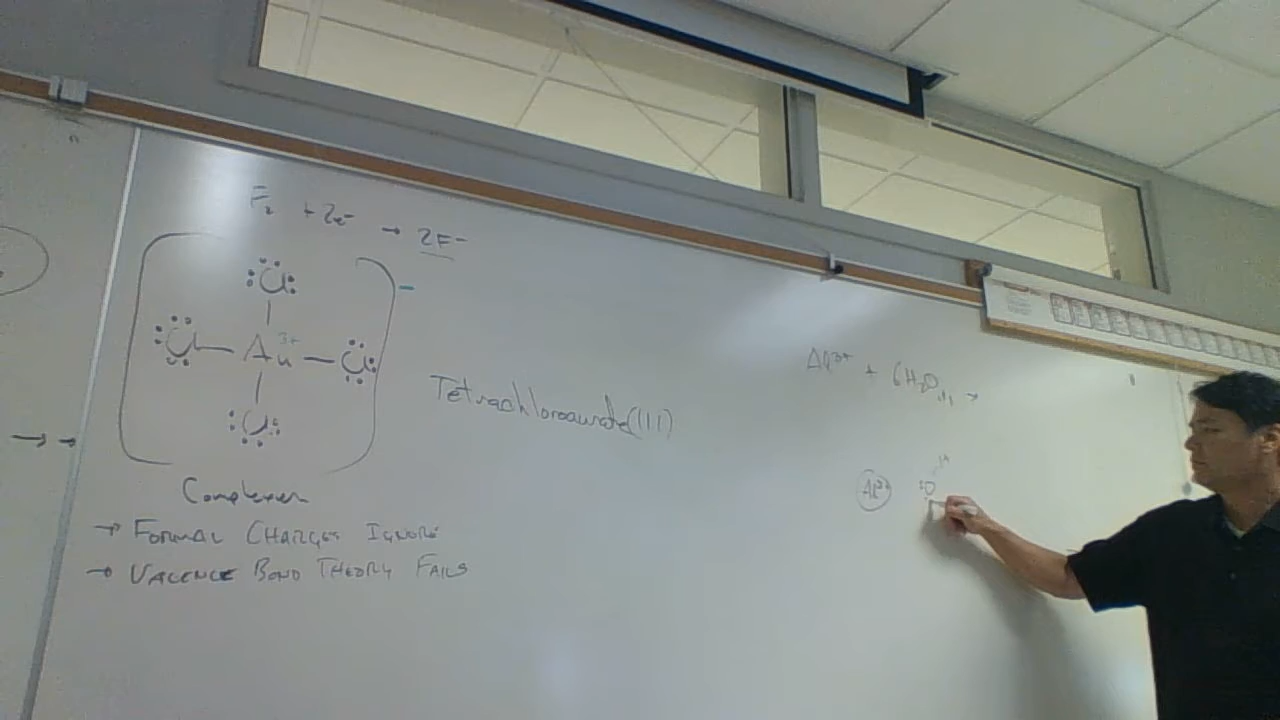 F₂ + 2e⁻ → 2F⁻
:Cl: −
:Cl — Au³⁺ — Cl:
:Cl:
Tetrachloroaurate(III)
Complexes
→ FORMAL CHARGES IGNORE
→ VALENCE BOND THEORY FAILS
Al³⁺ + 6H₂O(l) →
Al³⁺ :O H